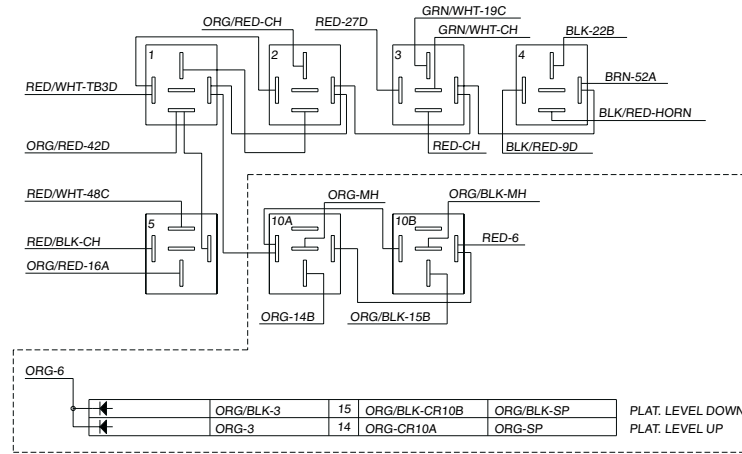 GRN/WHT-19C
ORG/RED-CH RED-27D GRN/WHT-CH BLK-22B
1 2 3 4
RED/WHT-TB3D BRN-52A
BLK/RED-HORN
ORG/RED-42D RED-CH BLK/RED-9D
RED/WHT-48C ORG-MH ORG/BLK-MH
5 10A 10B
RED/BLK-CH RED-6
ORG/RED-16A
ORG-14B ORG/BLK-15B
ORG-6
ORG/BLK-3 15 ORG/BLK-CR10B ORG/BLK-SP PLAT. LEVEL DOWN
ORG-3 14 ORG-CR10A ORG-SP PLAT. LEVEL UP